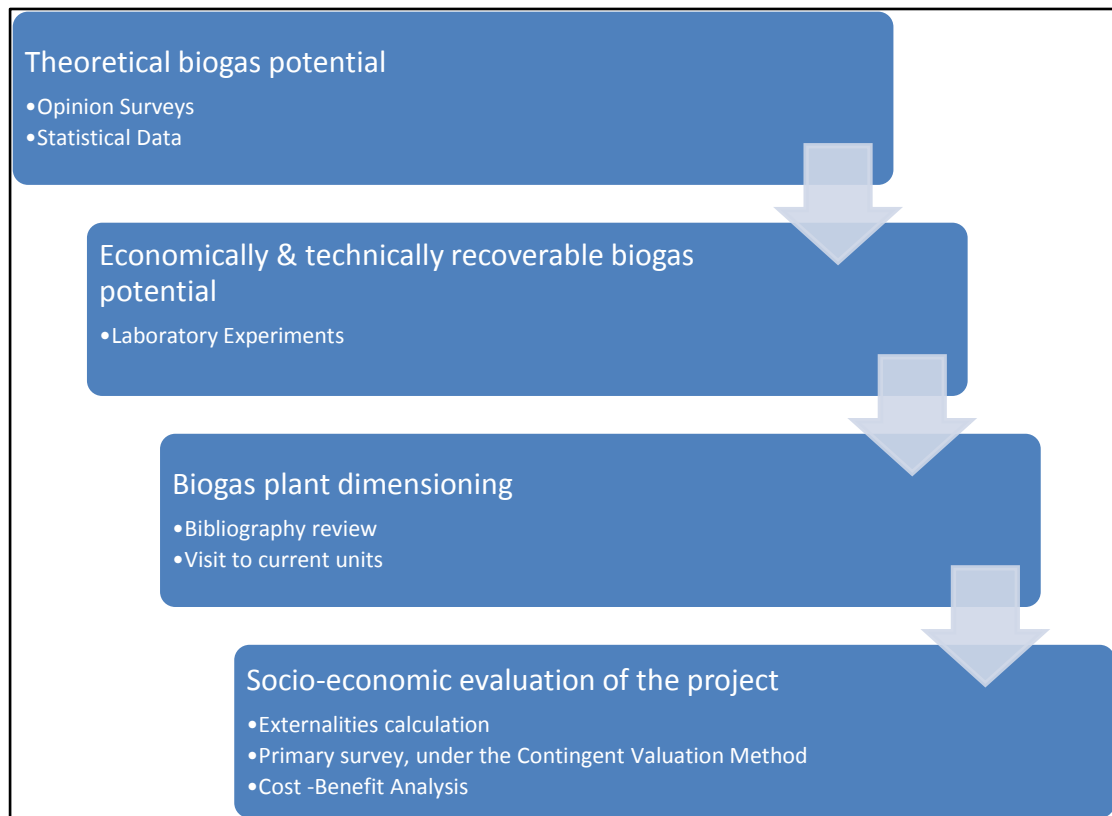 Theoretical biogas potential
•Opinion Surveys
•Statistical Data
Economically & technically recoverable biogas
potential
•Laboratory Experiments
Biogas plant dimensioning
•Bibliography review
•Visit to current units
Socio-economic evaluation of the project
•Externalities calculation
•Primary survey, under the Contingent Valuation Method
•Cost -Benefit Analysis